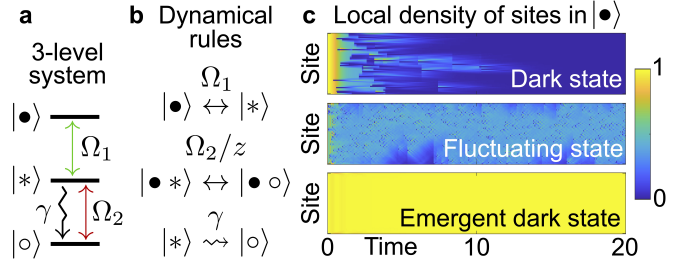 a
3-level
system
|●⟩
Ω₁
|*⟩
γ
Ω₂
|○⟩
b Dynamical
rules
Ω₁
|●⟩ ↔ |*⟩
Ω₂/z
|● *⟩ ↔ |● ○⟩
γ
|*⟩ ⇝ |○⟩
c Local density of sites in |●⟩
Site
Dark state
Site
Fluctuating state
Site
Emergent dark state
0 Time 10 20
1
0